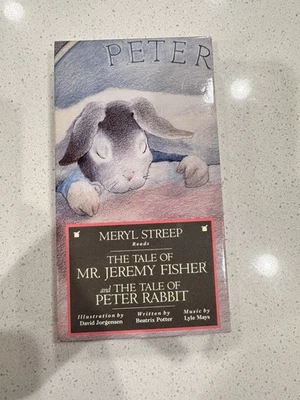 PETER
MERYL STREEP
Reads
THE TALE OF
MR. JEREMY FISHER
and THE TALE OF
PETER RABBIT
Illustration by Written by Music by
David Jorgensen Beatrix Potter Lyle Mays